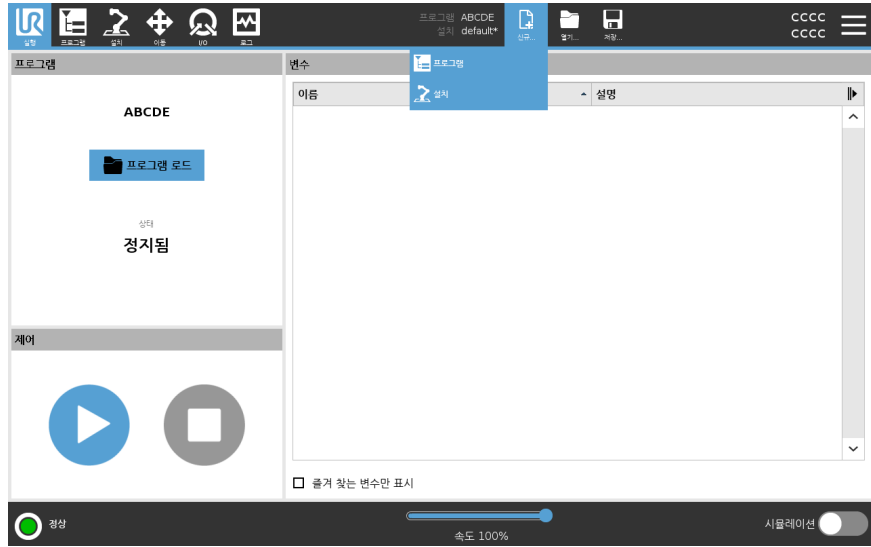 UR
실행
프로그램
설치
이동
I/O
로그
프로그램 ABCDE
설치 default*
신규...
열기...
저장...
CCCC
CCCC
프로그램
설치
프로그램
ABCDE
프로그램 로드
상태
정지됨
제어
변수
이름
설명
즐겨 찾는 변수만 표시
정상
속도 100%
시뮬레이션